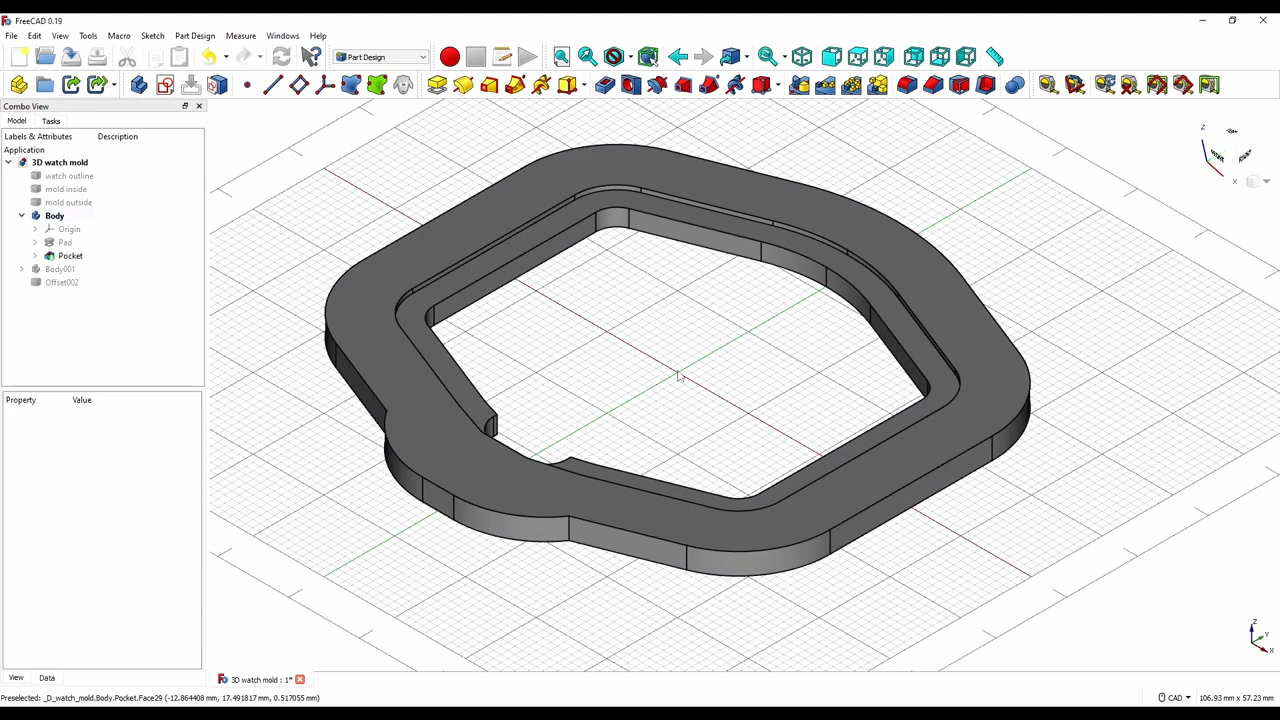 FreeCAD 0.19
File Edit View Tools Macro Sketch Part Design Measure Windows Help
Part Design
Combo View
Model Tasks
Labels & Attributes Description
Application
3D watch mold
watch outline
mold inside
mold outside
Body
Origin
Pad
Pocket
Body001
Offset002
Property Value
View Data
3D watch mold : 1*
Preselected: _D_watch_mold.Body.Pocket.Face29 (-12.864408 mm, 17.491817 mm, 0.517055 mm)
CAD
106.93 mm x 57.23 mm
Z
X
RIGHT
Z
Y
X